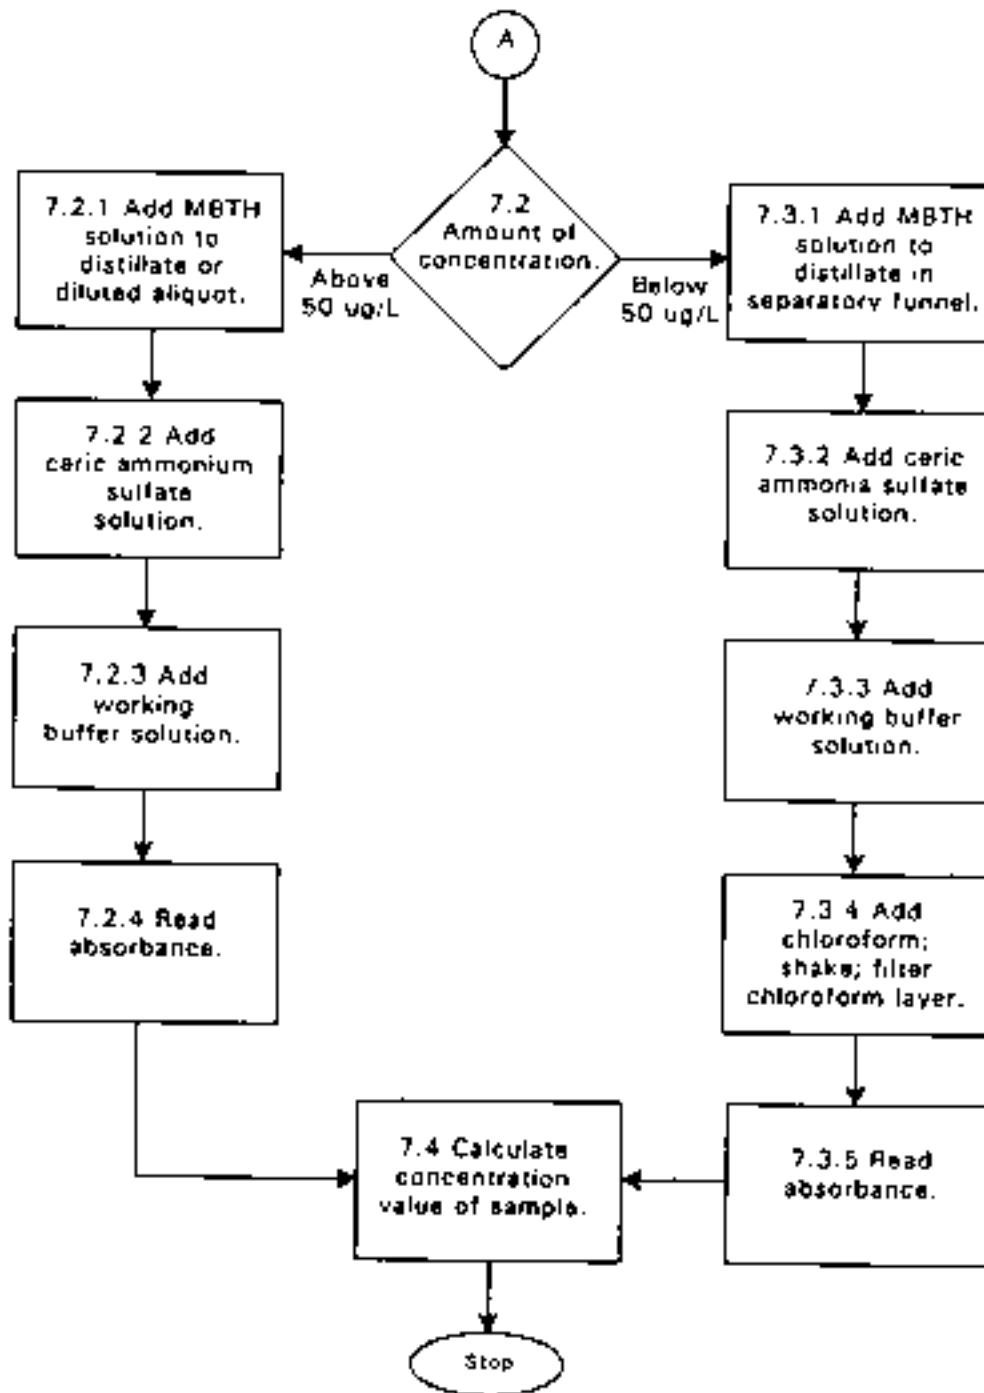 A
7.2
Amount of
concentration.
Above
50 ug/L
Below
50 ug/L
7.2.1 Add MBTH
solution to
distillate or
diluted aliquot.
7.2 2 Add
ceric ammonium
sulfate
solution.
7.2.3 Add
working
buffer solution.
7.2.4 Read
absorbance.
7.3.1 Add MBTH
solution to
distillate in
separatory funnel.
7.3.2 Add ceric
ammonia sulfate
solution.
7.3.3 Add
working buffer
solution.
7.3 4 Add
chloroform;
shake; filter
chloroform layer.
7.3.5 Read
absorbance.
7.4 Calculate
concentration
value of sample.
Stop